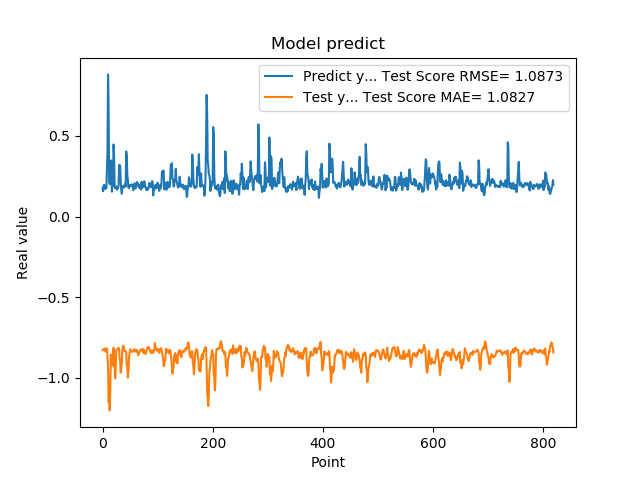 Model predict
Predict y... Test Score RMSE= 1.0873
Test y... Test Score MAE= 1.0827
Real value
0.5
0.0
−0.5
−1.0
0 200 400 600 800
Point